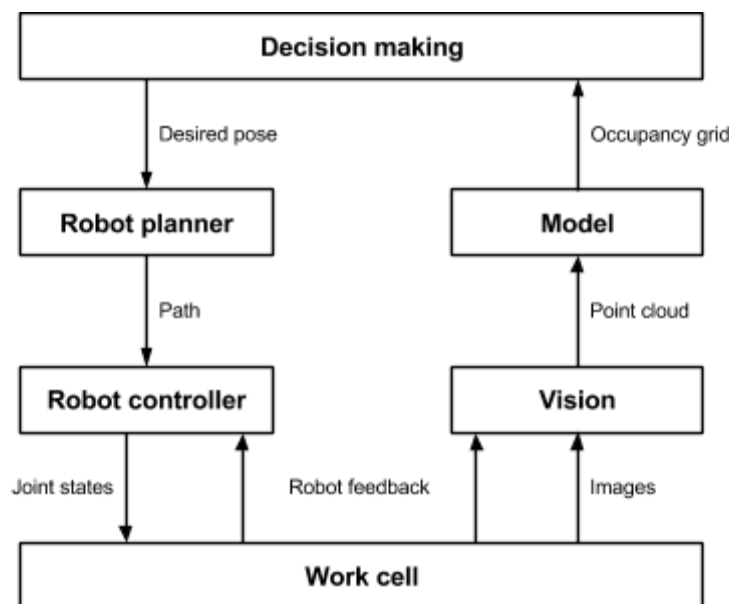 Decision making
Desired pose
Occupancy grid
Robot planner
Model
Path
Point cloud
Robot controller
Vision
Joint states
Robot feedback
Images
Work cell